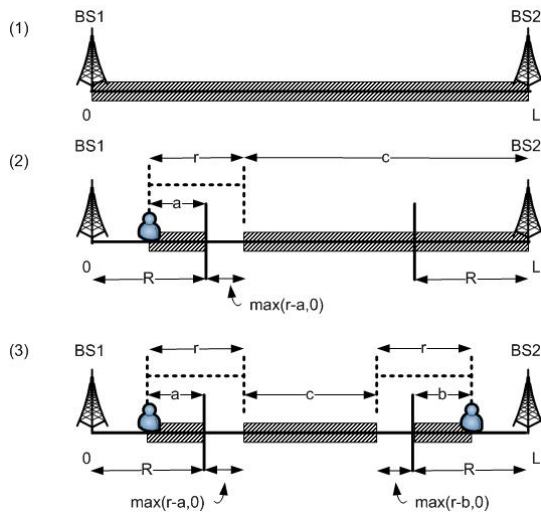 (1)
BS1
BS2
0
L
(2)
BS1
BS2
r
c
a
0
L
R
R
max(r-a,0)
(3)
BS1
BS2
r
r
a
c
b
0
L
R
R
max(r-a,0)
max(r-b,0)